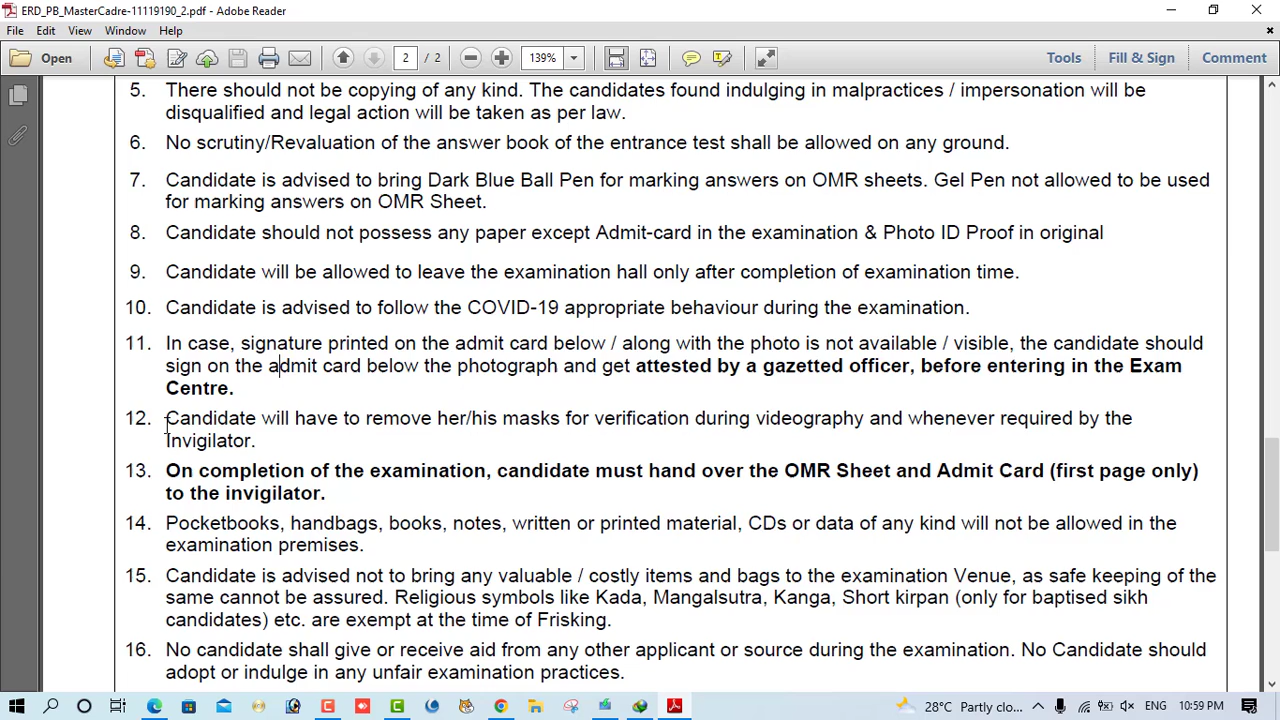 ERD_PB_MasterCadre-11119190_2.pdf - Adobe Reader
File Edit View Window Help
Open 2 / 2 139% Tools Fill & Sign Comment
5. There should not be copying of any kind. The candidates found indulging in malpractices / impersonation will be
disqualified and legal action will be taken as per law.
6. No scrutiny/Revaluation of the answer book of the entrance test shall be allowed on any ground.
7. Candidate is advised to bring Dark Blue Ball Pen for marking answers on OMR sheets. Gel Pen not allowed to be used
for marking answers on OMR Sheet.
8. Candidate should not possess any paper except Admit-card in the examination & Photo ID Proof in original
9. Candidate will be allowed to leave the examination hall only after completion of examination time.
10. Candidate is advised to follow the COVID-19 appropriate behaviour during the examination.
11. In case, signature printed on the admit card below / along with the photo is not available / visible, the candidate should
sign on the admit card below the photograph and get attested by a gazetted officer, before entering in the Exam
Centre.
12. Candidate will have to remove her/his masks for verification during videography and whenever required by the
Invigilator.
13. On completion of the examination, candidate must hand over the OMR Sheet and Admit Card (first page only)
to the invigilator.
14. Pocketbooks, handbags, books, notes, written or printed material, CDs or data of any kind will not be allowed in the
examination premises.
15. Candidate is advised not to bring any valuable / costly items and bags to the examination Venue, as safe keeping of the
same cannot be assured. Religious symbols like Kada, Mangalsutra, Kanga, Short kirpan (only for baptised sikh
candidates) etc. are exempt at the time of Frisking.
16. No candidate shall give or receive aid from any other applicant or source during the examination. No Candidate should
adopt or indulge in any unfair examination practices.
28°C Partly clo... ENG 10:59 PM